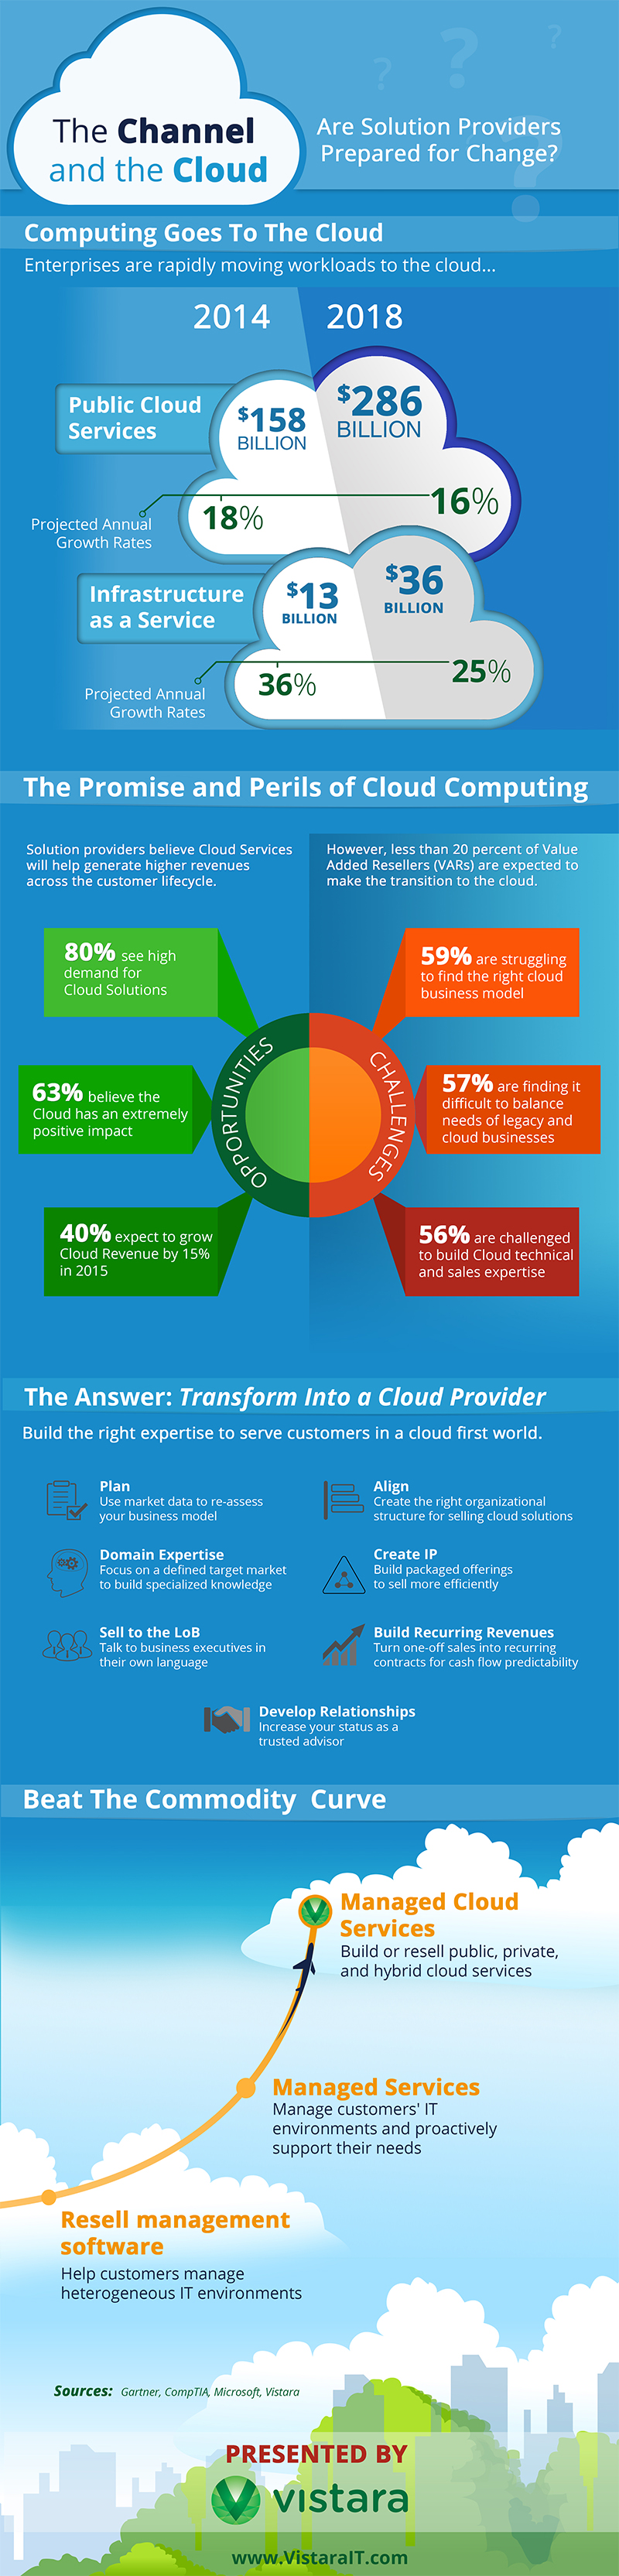 The Channel
and the Cloud
Are Solution Providers
Prepared for Change?
Computing Goes To The Cloud
Enterprises are rapidly moving workloads to the cloud...
2014
2018
Public Cloud
Services
$158
BILLION
$286
BILLION
Projected Annual
Growth Rates
18%
16%
Infrastructure
as a Service
$13
BILLION
$36
BILLION
Projected Annual
Growth Rates
36%
25%
The Promise and Perils of Cloud Computing
Solution providers believe Cloud Services
will help generate higher revenues
across the customer lifecycle.
However, less than 20 percent of Value
Added Resellers (VARs) are expected to
make the transition to the cloud.
80% see high
demand for
Cloud Solutions
63% believe the
Cloud has an extremely
positive impact
40% expect to grow
Cloud Revenue by 15%
in 2015
OPPORTUNITIES
CHALLENGES
59% are struggling
to find the right cloud
business model
57% are finding it
difficult to balance
needs of legacy and
cloud businesses
56% are challenged
to build Cloud technical
and sales expertise
The Answer: Transform Into a Cloud Provider
Build the right expertise to serve customers in a cloud first world.
Plan
Use market data to re-assess
your business model
Align
Create the right organizational
structure for selling cloud solutions
Domain Expertise
Focus on a defined target market
to build specialized knowledge
Create IP
Build packaged offerings
to sell more efficiently
Sell to the LoB
Talk to business executives in
their own language
Build Recurring Revenues
Turn one-off sales into recurring
contracts for cash flow predictability
Develop Relationships
Increase your status as a
trusted advisor
Beat The Commodity Curve
Managed Cloud
Services
Build or resell public, private,
and hybrid cloud services
Managed Services
Manage customers' IT
environments and proactively
support their needs
Resell management
software
Help customers manage
heterogeneous IT environments
Sources: Gartner, CompTIA, Microsoft, Vistara
PRESENTED BY
vistara
www.VistaraIT.com